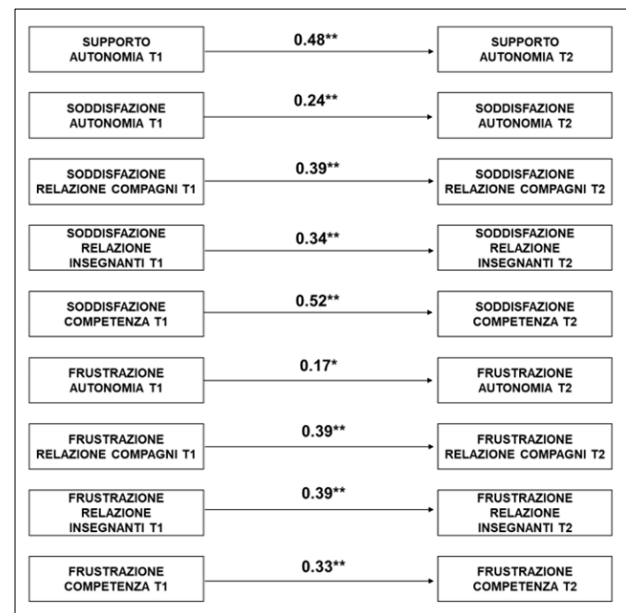 SUPPORTO
AUTONOMIA T1
0.48**
SUPPORTO
AUTONOMIA T2
SODDISFAZIONE
AUTONOMIA T1
0.24**
SODDISFAZIONE
AUTONOMIA T2
SODDISFAZIONE
RELAZIONE COMPAGNI T1
0.39**
SODDISFAZIONE
RELAZIONE COMPAGNI T2
SODDISFAZIONE
RELAZIONE
INSEGNANTI T1
0.34**
SODDISFAZIONE
RELAZIONE
INSEGNANTI T2
SODDISFAZIONE
COMPETENZA T1
0.52**
SODDISFAZIONE
COMPETENZA T2
FRUSTRAZIONE
AUTONOMIA T1
0.17*
FRUSTRAZIONE
AUTONOMIA T2
FRUSTRAZIONE
RELAZIONE COMPAGNI T1
0.39**
FRUSTRAZIONE
RELAZIONE COMPAGNI T2
FRUSTRAZIONE
RELAZIONE
INSEGNANTI T1
0.39**
FRUSTRAZIONE
RELAZIONE
INSEGNANTI T2
FRUSTRAZIONE
COMPETENZA T1
0.33**
FRUSTRAZIONE
COMPETENZA T2